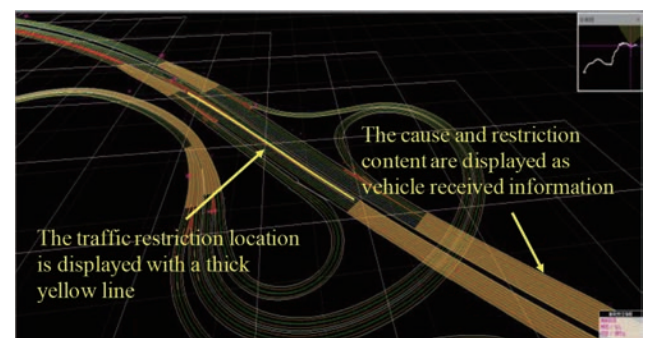 The cause and restriction
content are displayed as
vehicle received information
The traffic restriction location
is displayed with a thick
yellow line